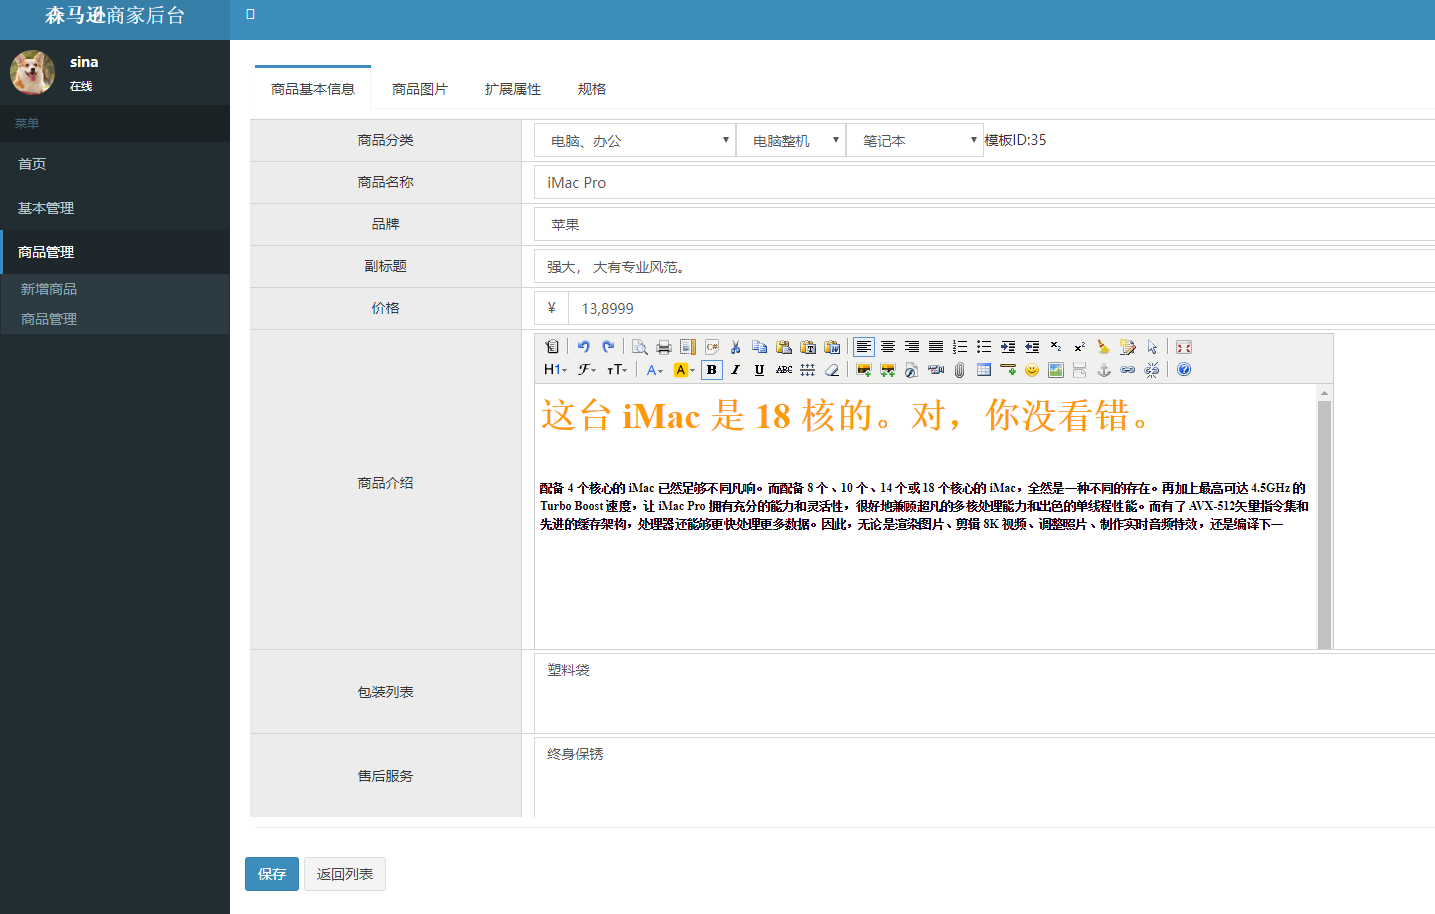 森马逊商家后台
sina
在线
菜单
首页
基本管理
商品管理
新增商品
商品管理
商品基本信息 商品图片 扩展属性 规格
商品分类 电脑、办公 电脑整机 笔记本 模板ID:35
商品名称 iMac Pro
品牌 苹果
副标题 强大， 大有专业风范。
价格 ¥ 13,8999
商品介绍
H1 F тT A A B I U ABC
这台 iMac 是 18 核的。对，你没看错。
配备 4 个核心的 iMac 已然足够不同凡响。而配备 8 个、10 个、14 个或 18 个核心的 iMac，全然是一种不同的存在。再加上最高可达 4.5GHz 的
Turbo Boost 速度，让 iMac Pro 拥有充分的能力和灵活性，很好地兼顾超凡的多核处理能力和出色的单线程性能。而有了 AVX-512矢量指令集和
先进的缓存架构，处理器还能够更快处理更多数据。因此，无论是渲染图片、剪辑 8K 视频、调整照片、制作实时音频特效，还是编译下一
包装列表 塑料袋
售后服务 终身保锈
保存 返回列表